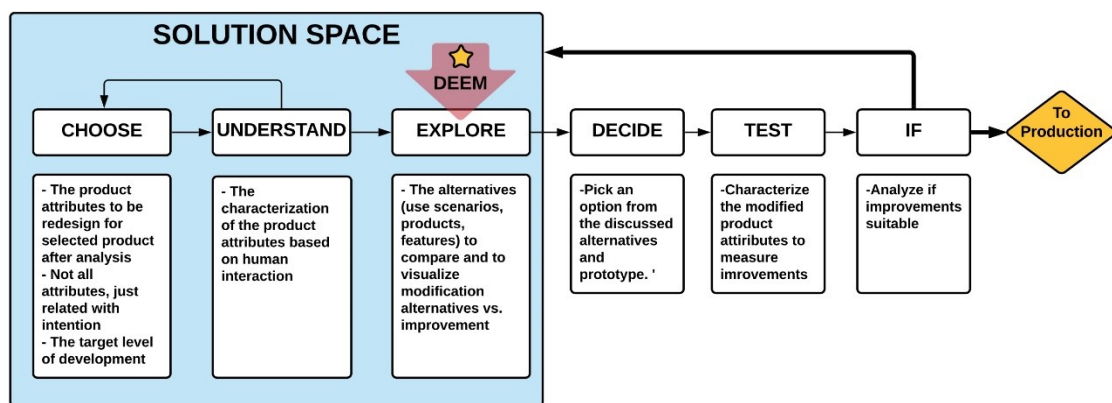 SOLUTION SPACE
DEEM
CHOOSE
UNDERSTAND
EXPLORE
DECIDE
TEST
IF
To
Production
- The product
attributes to be
redesign for
selected product
after analysis
- Not all
attributes, just
related with
intention
- The target level
of development
- The
characterization
of the product
attributes based
on human
interaction
- The alternatives
(use scenarios,
products,
features) to
compare and to
visualize
modification
alternatives vs.
improvement
-Pick an
option from
the discussed
alternatives
and
prototype. '
-Characterize
the modified
product
attiributes to
measure
imrovements
-Analyze if
improvements
suitable